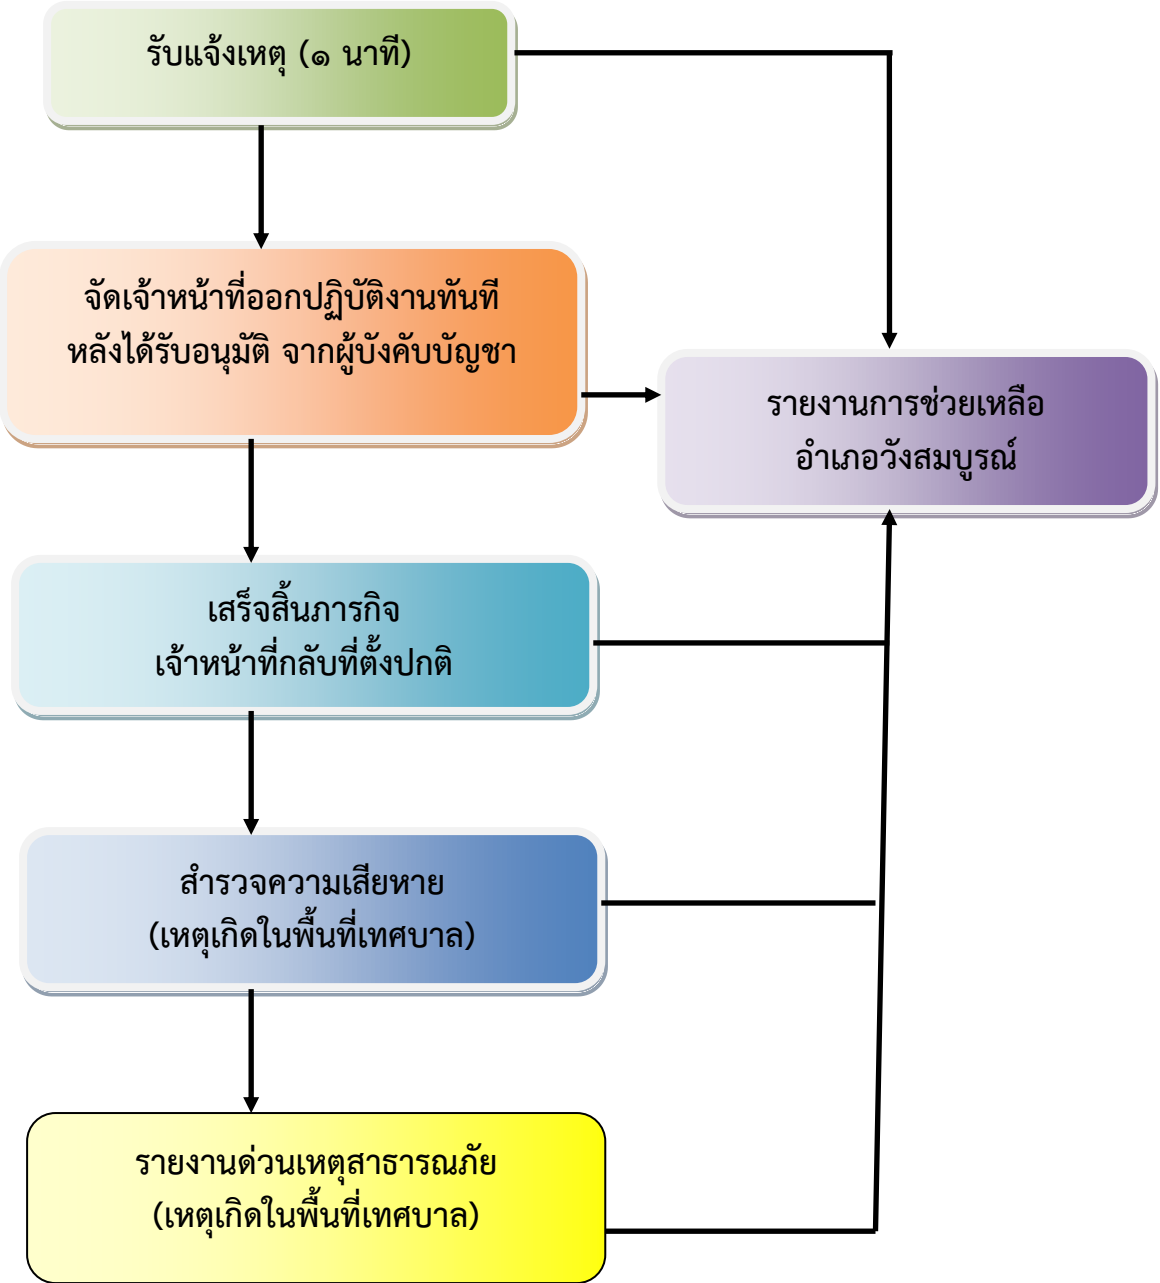 รับแจ้งเหตุ (๑ นาที)
จัดเจ้าหน้าที่ออกปฏิบัติงานทันที
หลังได้รับอนุมัติ จากผู้บังคับบัญชา
รายงานการช่วยเหลือ
อำเภอวังสมบูรณ์
เสร็จสิ้นภารกิจ
เจ้าหน้าที่กลับที่ตั้งปกติ
สำรวจความเสียหาย
(เหตุเกิดในพื้นที่เทศบาล)
รายงานด่วนเหตุสาธารณภัย
(เหตุเกิดในพื้นที่เทศบาล)